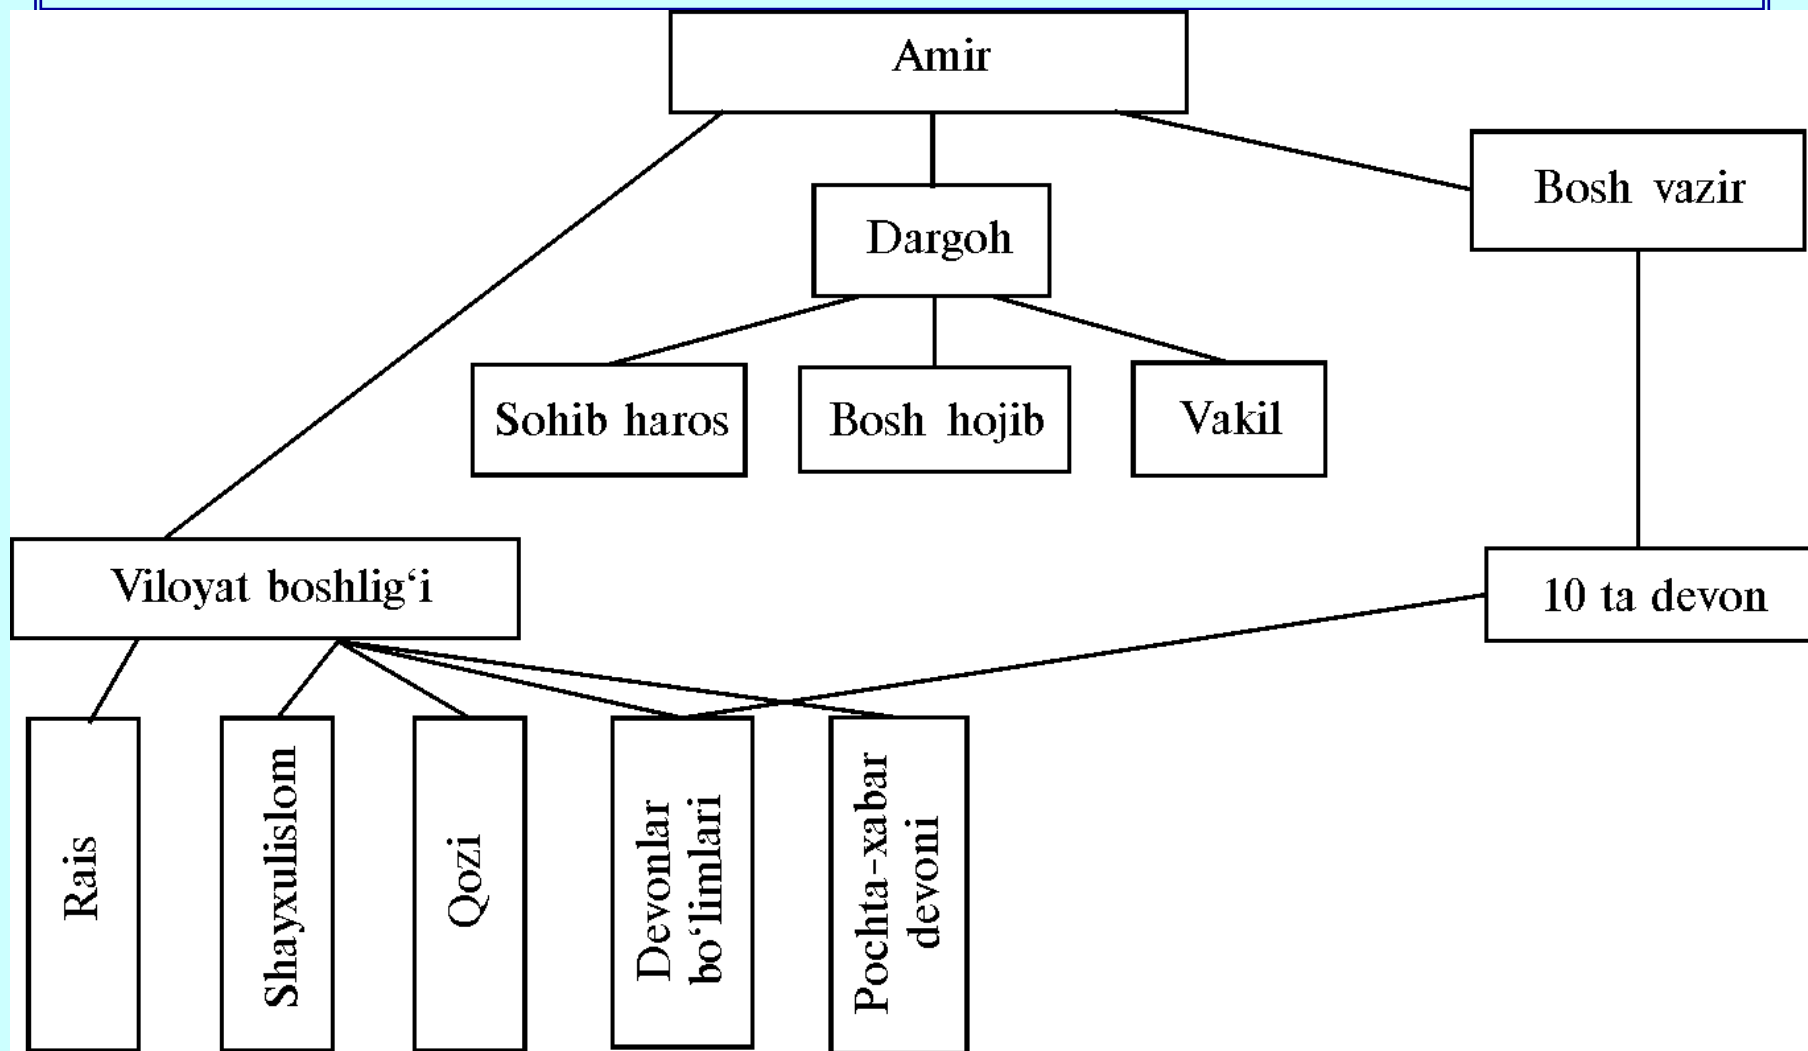 Amir
Bosh vazir
Dargoh
Sohib haros
Bosh hojib
Vakil
Viloyat boshlig‘i
10 ta devon
Rais
Shayxulislom
Qozi
Devonlar
bo‘limlari
Pochta-xabar
devoni